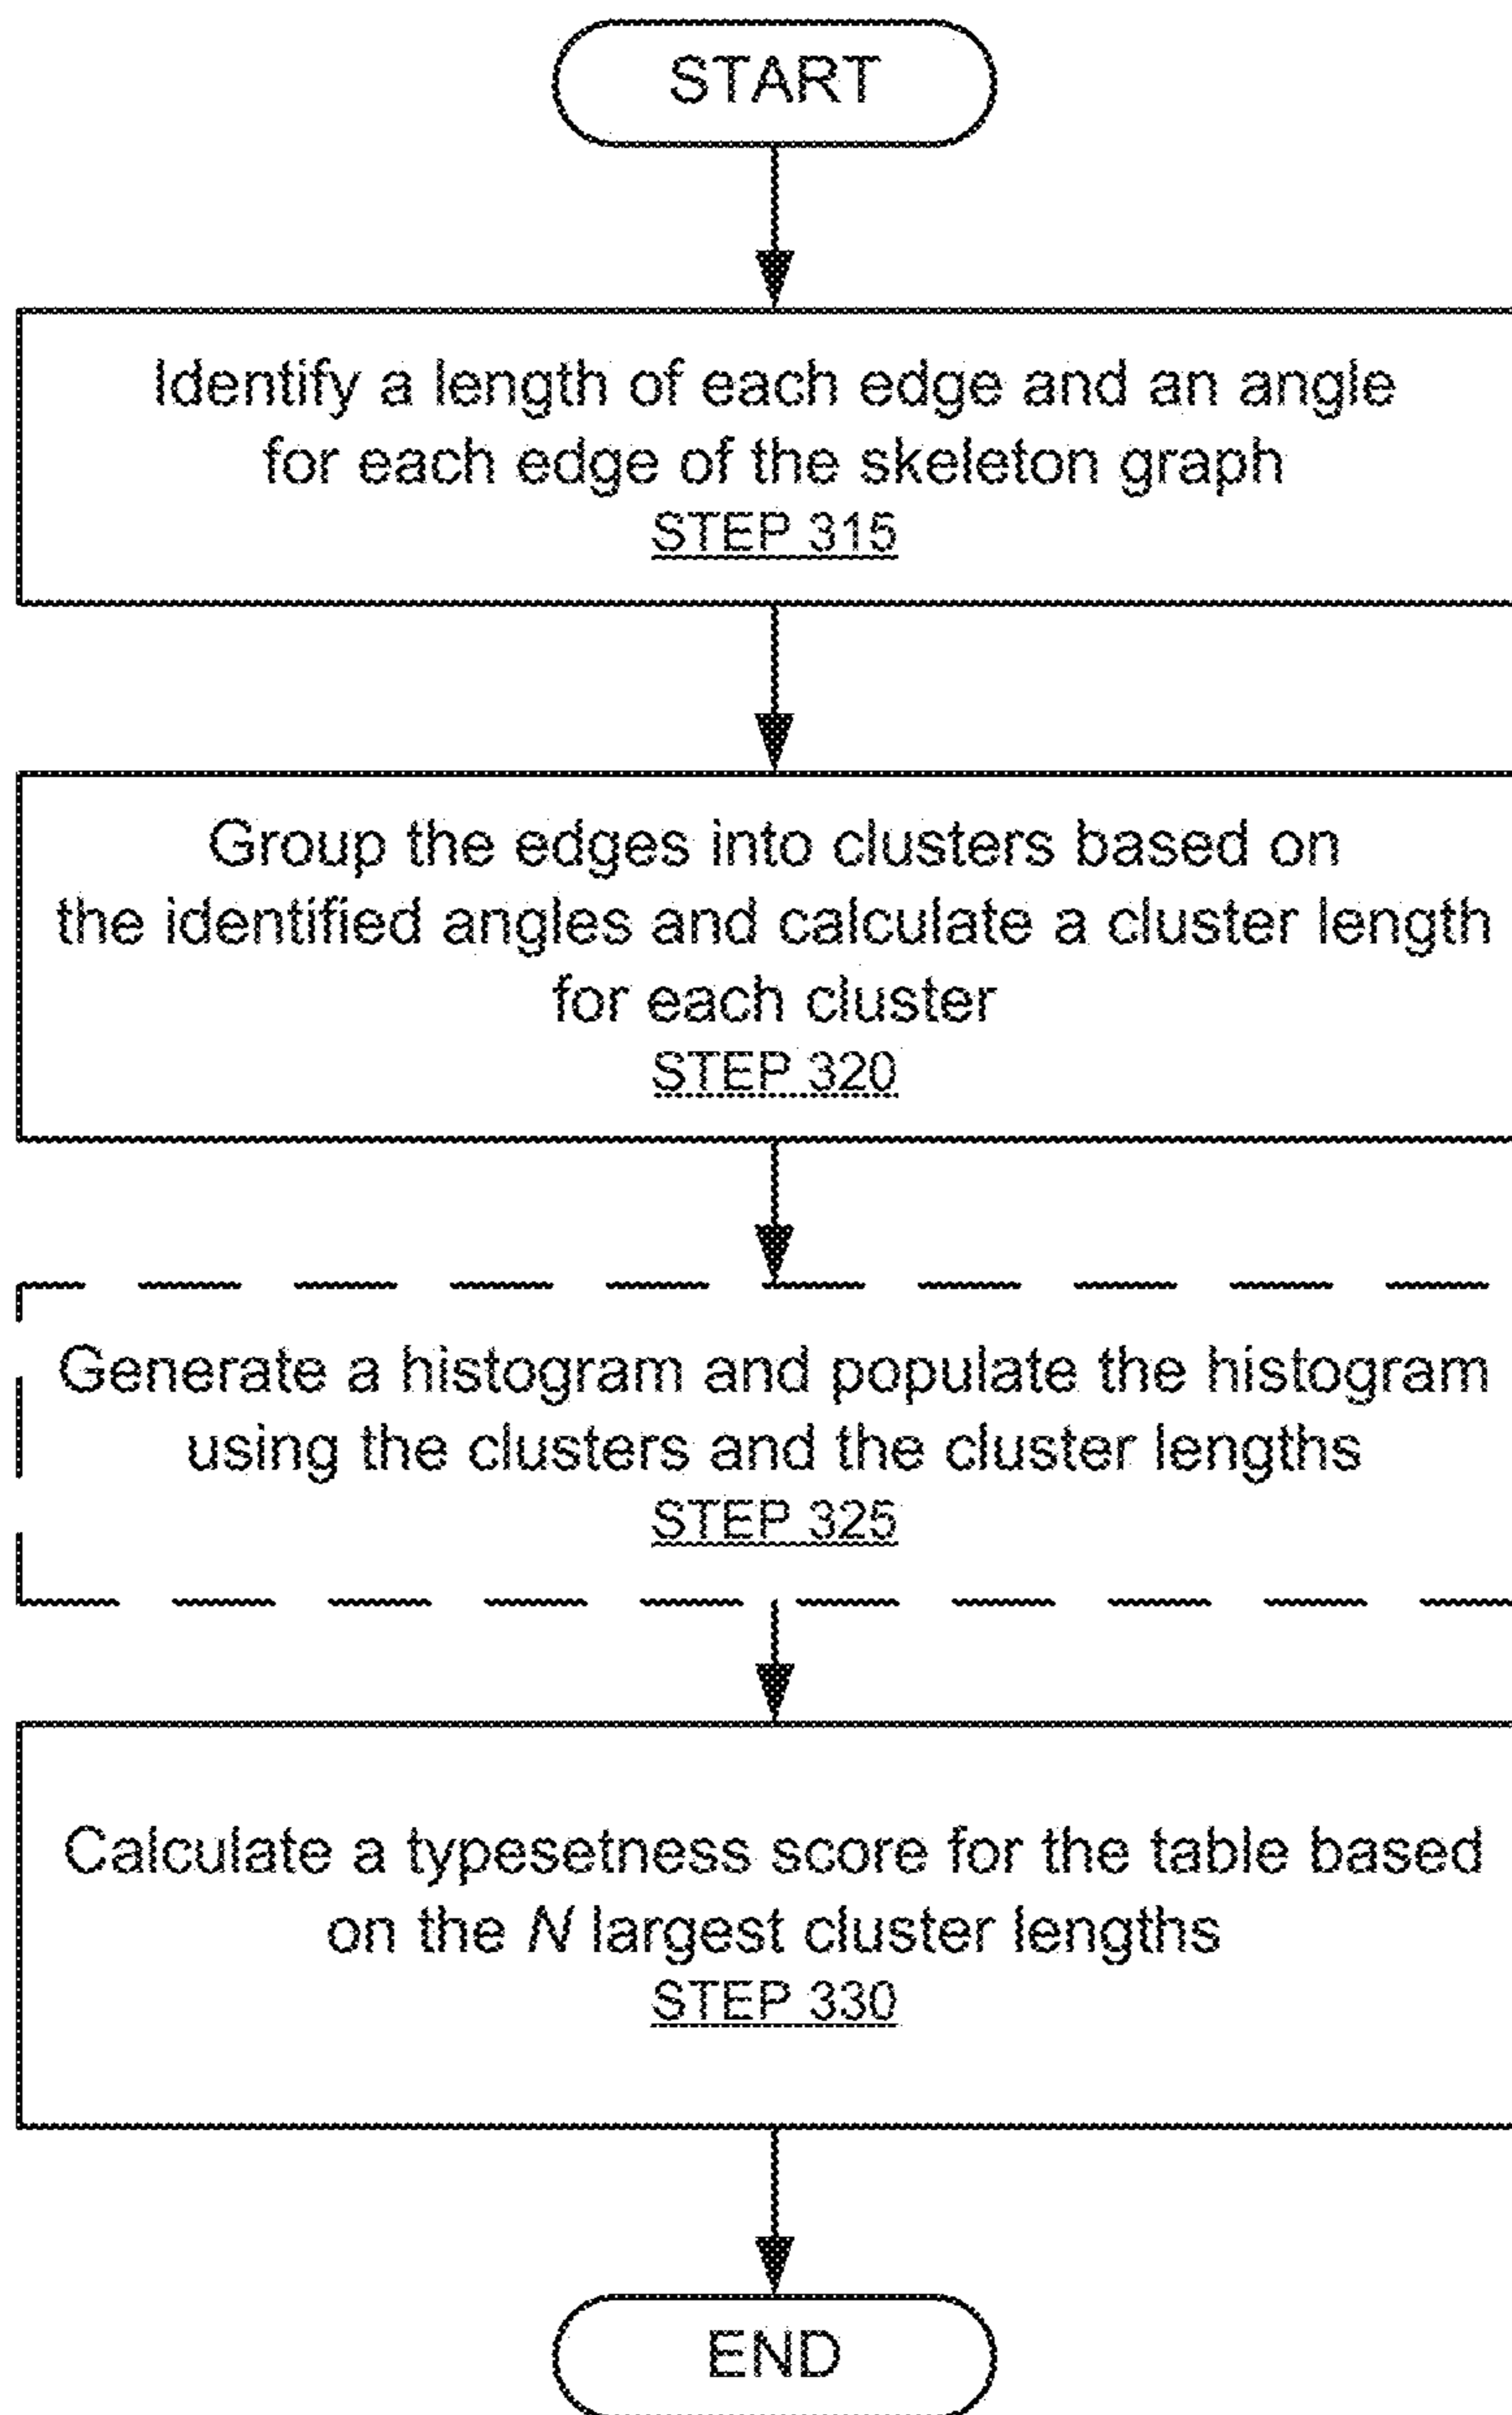 START
Identify a length of each edge and an angle
for each edge of the skeleton graph
STEP 315
Group the edges into clusters based on
the identified angles and calculate a cluster length
for each cluster
STEP 320
Generate a histogram and populate the histogram
using the clusters and the cluster lengths
STEP 325
Calculate a typesetness score for the table based
on the N largest cluster lengths
STEP 330
END